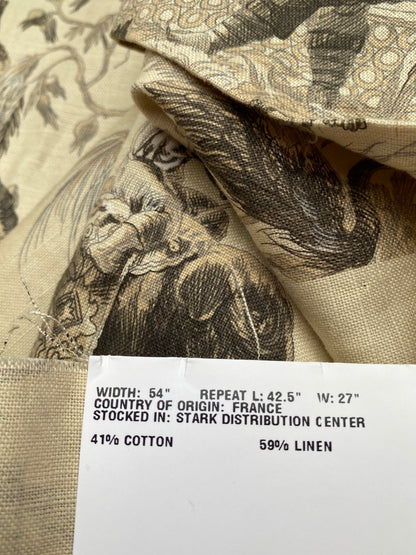 WIDTH: 54" REPEAT L: 42.5" W: 27"
COUNTRY OF ORIGIN: FRANCE
STOCKED IN: STARK DISTRIBUTION CENTER
41% COTTON 59% LINEN